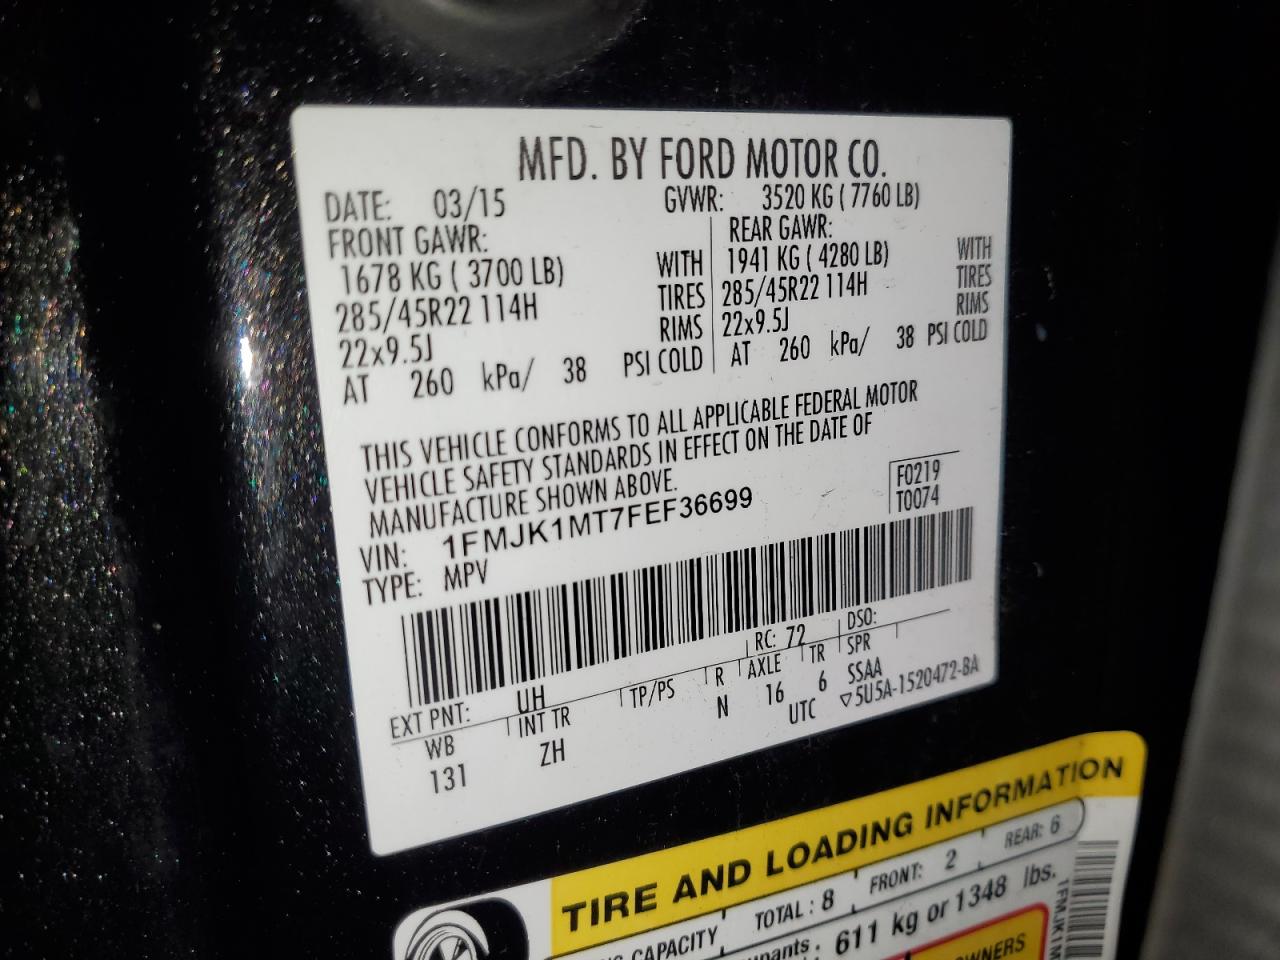 MFD. BY FORD MOTOR CO.
DATE: 03/15 GVWR: 3520 KG ( 7760 LB)
FRONT GAWR: REAR GAWR:
1678 KG ( 3700 LB) WITH 1941 KG ( 4280 LB) WITH
285/45R22 114H TIRES 285/45R22 114H TIRES
22x9.5J RIMS 22x9.5J RIMS
AT 260 kPa/ 38 PSI COLD AT 260 kPa/ 38 PSI COLD
THIS VEHICLE CONFORMS TO ALL APPLICABLE FEDERAL MOTOR
VEHICLE SAFETY STANDARDS IN EFFECT ON THE DATE OF
MANUFACTURE SHOWN ABOVE.
F0219
T0074
VIN: 1FMJK1MT7FEF36699
TYPE: MPV
EXT PNT: UH RC: 72 DSO:
WB INT TR TP/PS R AXLE TR SPR
131 ZH N 16 6 SSAA
UTC ▽5U5A-1520472-BA
TIRE AND LOADING INFORMATION
CAPACITY TOTAL : 8 FRONT: 2 REAR: 6
611 kg or 1348 lbs.